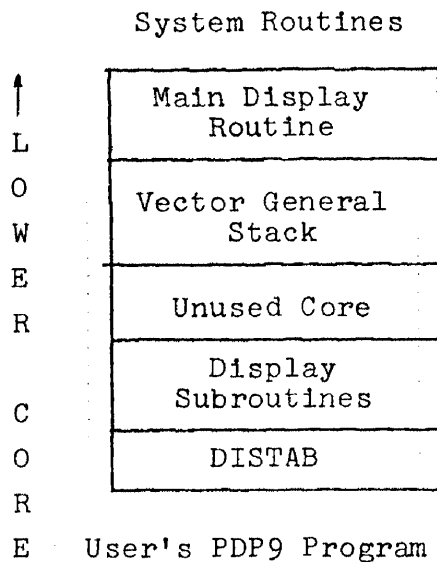 System Routines
Main Display
Routine
Vector General
Stack
Unused Core
Display
Subroutines
DISTAB
LOWER CORE
User's PDP9 Program